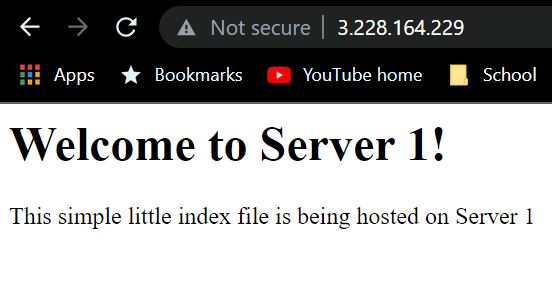 Not secure | 3.228.164.229
Apps Bookmarks YouTube home School
Welcome to Server 1!
This simple little index file is being hosted on Server 1